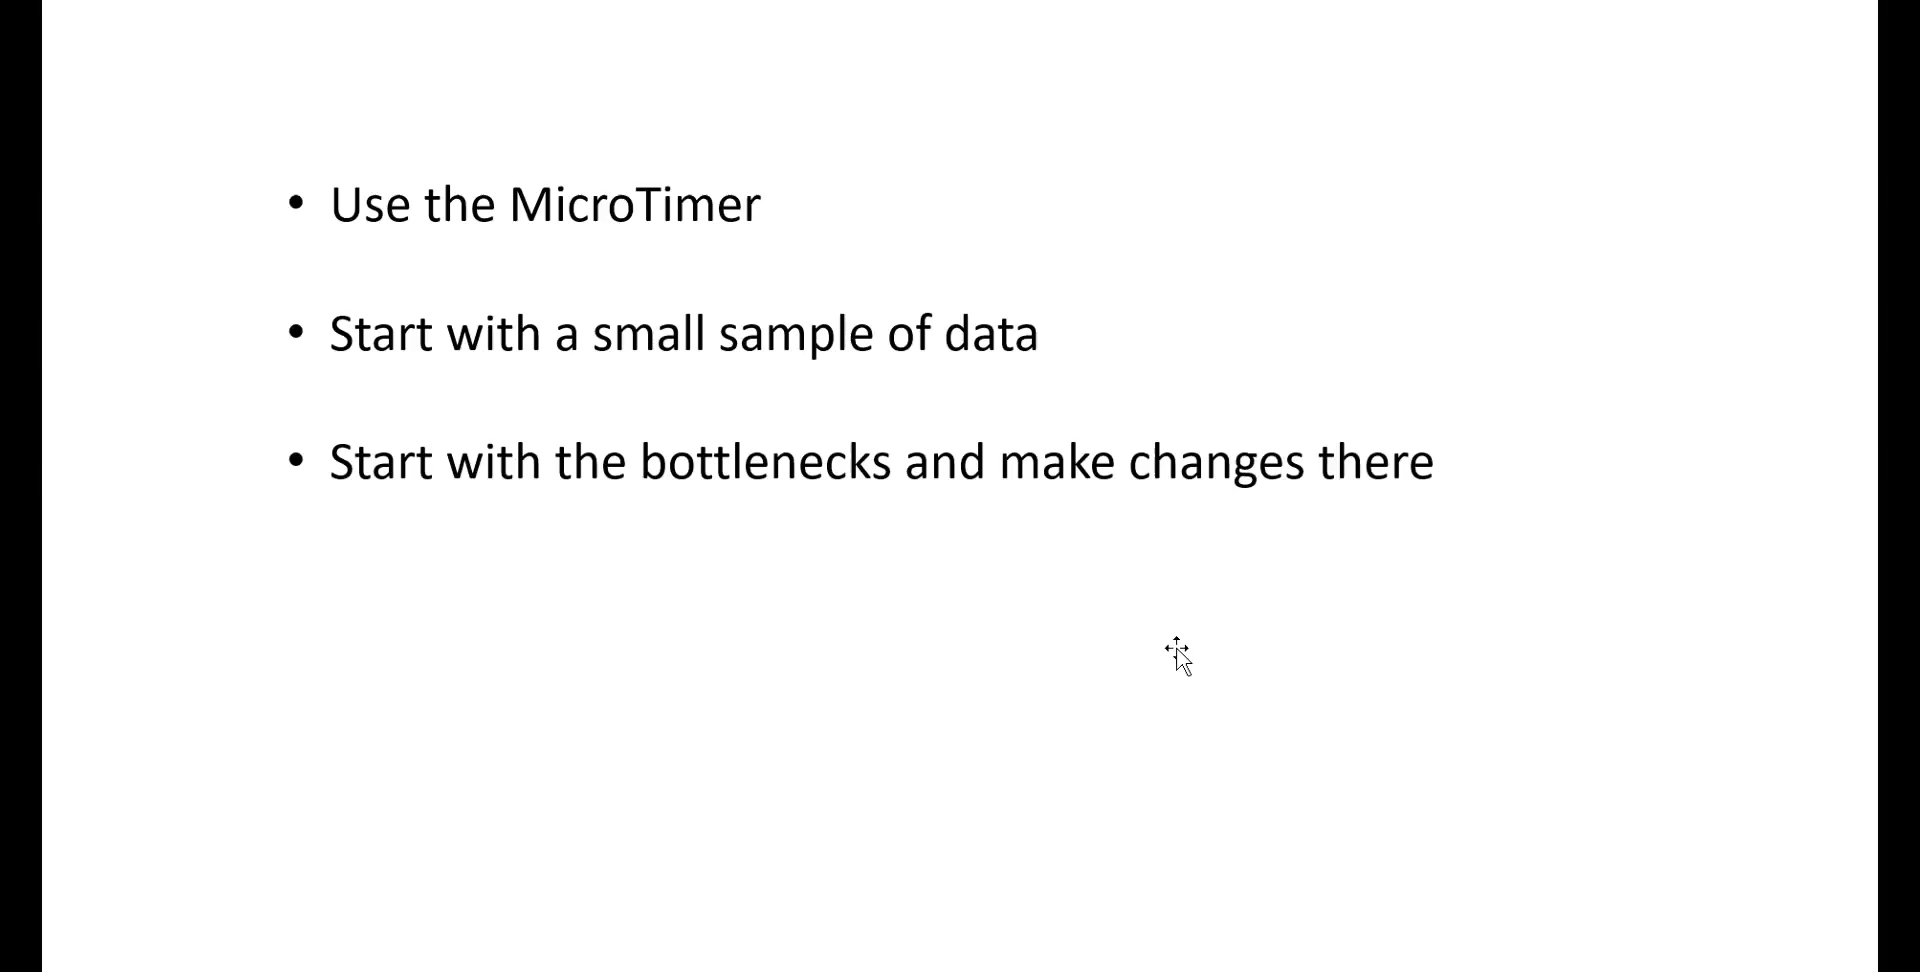 • Use the MicroTimer
• Start with a small sample of data
• Start with the bottlenecks and make changes there